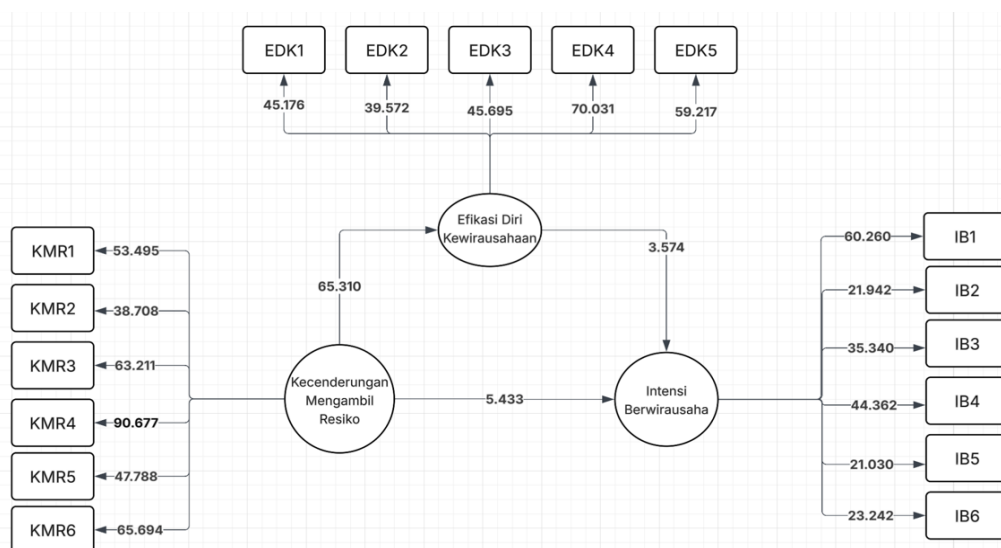 EDK1
EDK2
EDK3
EDK4
EDK5
45.176
39.572
45.695
70.031
59.217
Efikasi Diri
Kewirausahaan
3.574
65.310
KMR1
53.495
KMR2
38.708
KMR3
63.211
KMR4
90.677
KMR5
47.788
KMR6
65.694
Kecenderungan
Mengambil
Resiko
5.433
Intensi
Berwirausaha
60.260
IB1
21.942
IB2
35.340
IB3
44.362
IB4
21.030
IB5
23.242
IB6